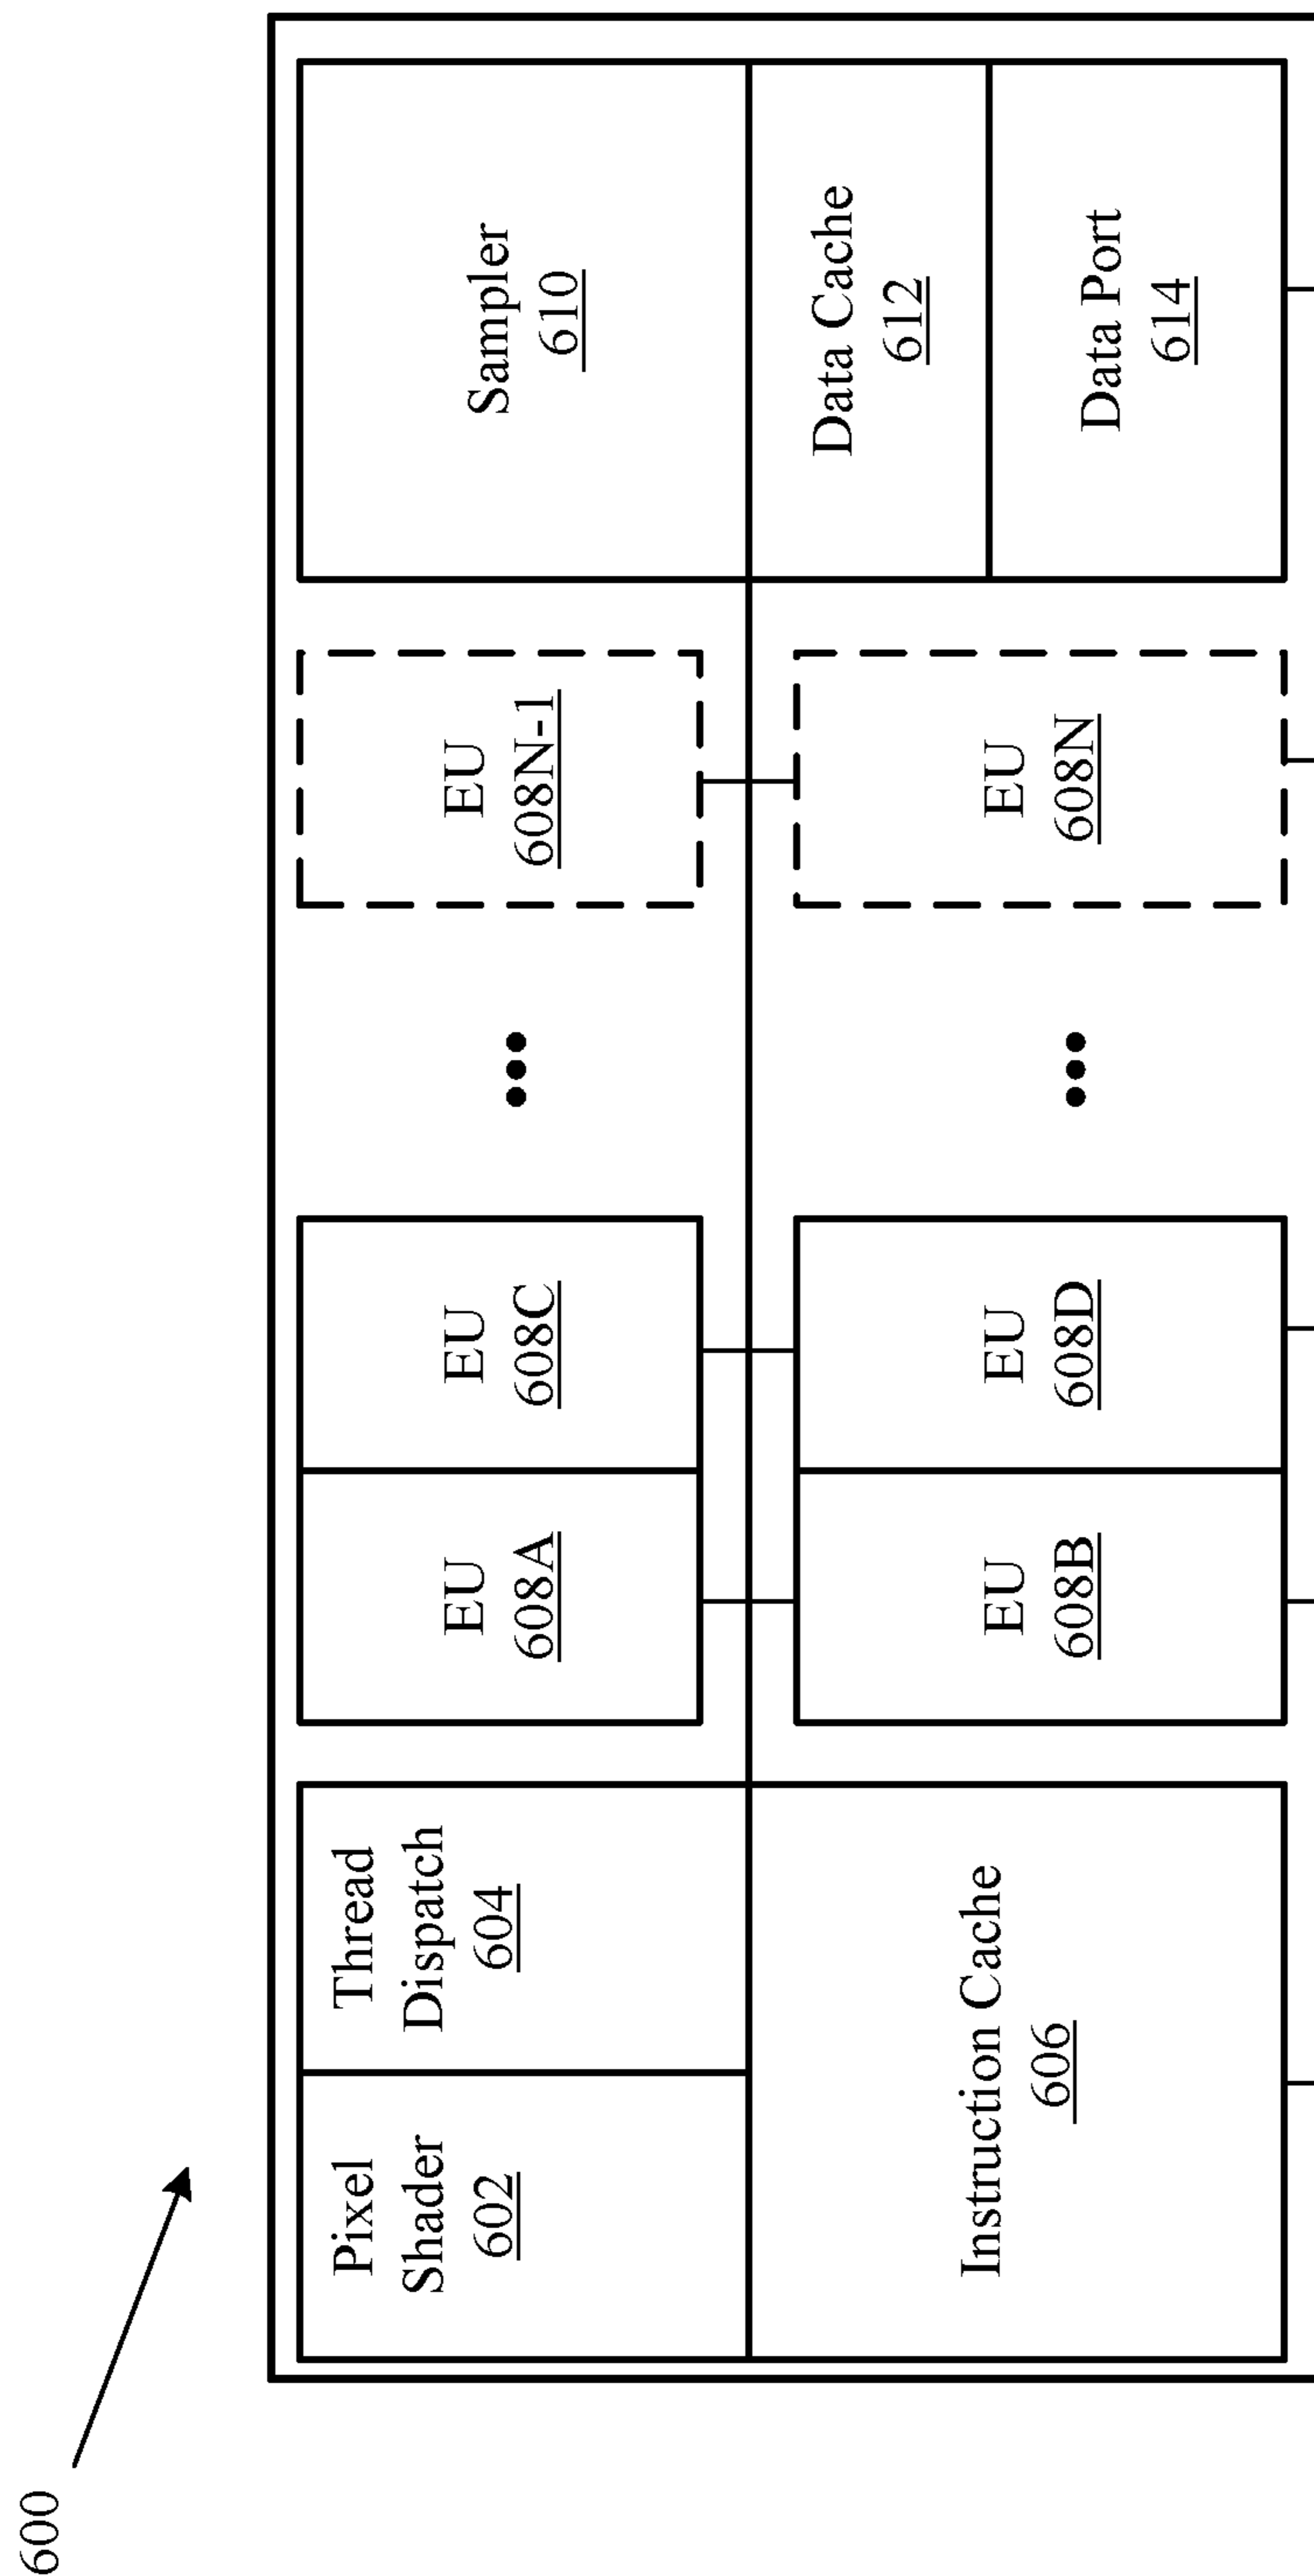 600
Pixel
Shader
602
Thread
Dispatch
604
Instruction Cache
606
EU
608A
EU
608C
EU
608B
EU
608D
EU
608N-1
EU
608N
Sampler
610
Data Cache
612
Data Port
614